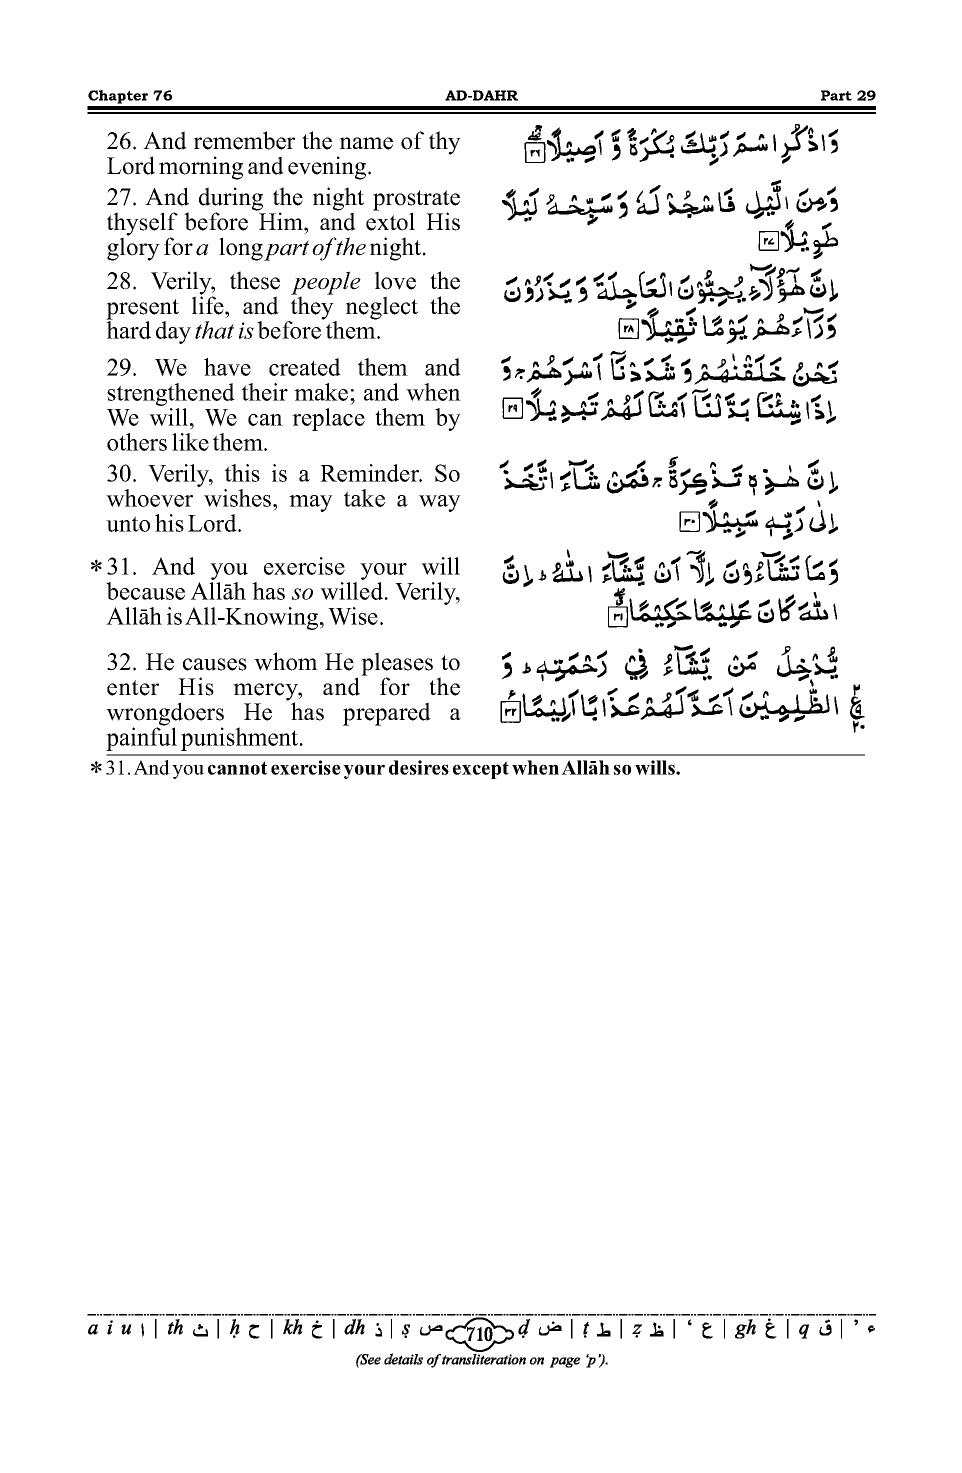 Chapter 76 AD-DAHR Part 29
26. And remember the name of thy
Lord morning and evening.
وَاذْكُرِ اسْمَ رَبِّكَ بُكْرَةً وَّ اَصِيْلًا ۝۲۶
27. And during the night prostrate
thyself before Him, and extol His
glory for a long part of the night.
وَمِنَ الَّيْلِ فَاسْجُدْ لَهٗ وَسَبِّحْهُ لَيْلًا
طَوِيْلًا ۝۲۷
28. Verily, these people love the
present life, and they neglect the
hard day that is before them.
اِنَّ هٰٓؤُلَآءِ يُحِبُّوْنَ الْعَاجِلَةَ وَيَذَرُوْنَ
وَرَآءَهُمْ يَوْمًا ثَقِيْلًا ۝۲۸
29. We have created them and
strengthened their make; and when
We will, We can replace them by
others like them.
نَحْنُ خَلَقْنٰهُمْ وَشَدَدْنَآ اَسْرَهُمْ ۚ وَ
اِذَا شِئْنَا بَدَّلْنَآ اَمْثَالَهُمْ تَبْدِيْلًا ۝۲۹
30. Verily, this is a Reminder. So
whoever wishes, may take a way
unto his Lord.
اِنَّ هٰذِهٖ تَذْكِرَةٌ ۚ فَمَنْ شَآءَ اتَّخَذَ
اِلٰى رَبِّهٖ سَبِيْلًا ۝۳۰
*31. And you exercise your will
because Allāh has so willed. Verily,
Allāh is All-Knowing, Wise.
وَمَا تَشَآءُوْنَ اِلَّآ اَنْ يَّشَآءَ اللّٰهُ ؕ اِنَّ
اللّٰهَ كَانَ عَلِيْمًا حَكِيْمًا ۝۳۱
32. He causes whom He pleases to
enter His mercy, and for the
wrongdoers He has prepared a
painful punishment.
يُّدْخِلُ مَنْ يَّشَآءُ فِيْ رَحْمَتِهٖ ؕ وَ
الظّٰلِمِيْنَ اَعَدَّ لَهُمْ عَذَابًا اَلِيْمًا ۝۳۲
*31. And you cannot exercise your desires except when Allāh so wills.
a i u ا | th ث | ḥ ح | kh خ | dh ذ | ṣ ص 710 ḍ ض | ṭ ط | ẓ ظ | ‘ ع | gh غ | q ق | ’ ء
(See details of transliteration on page ‘p’).